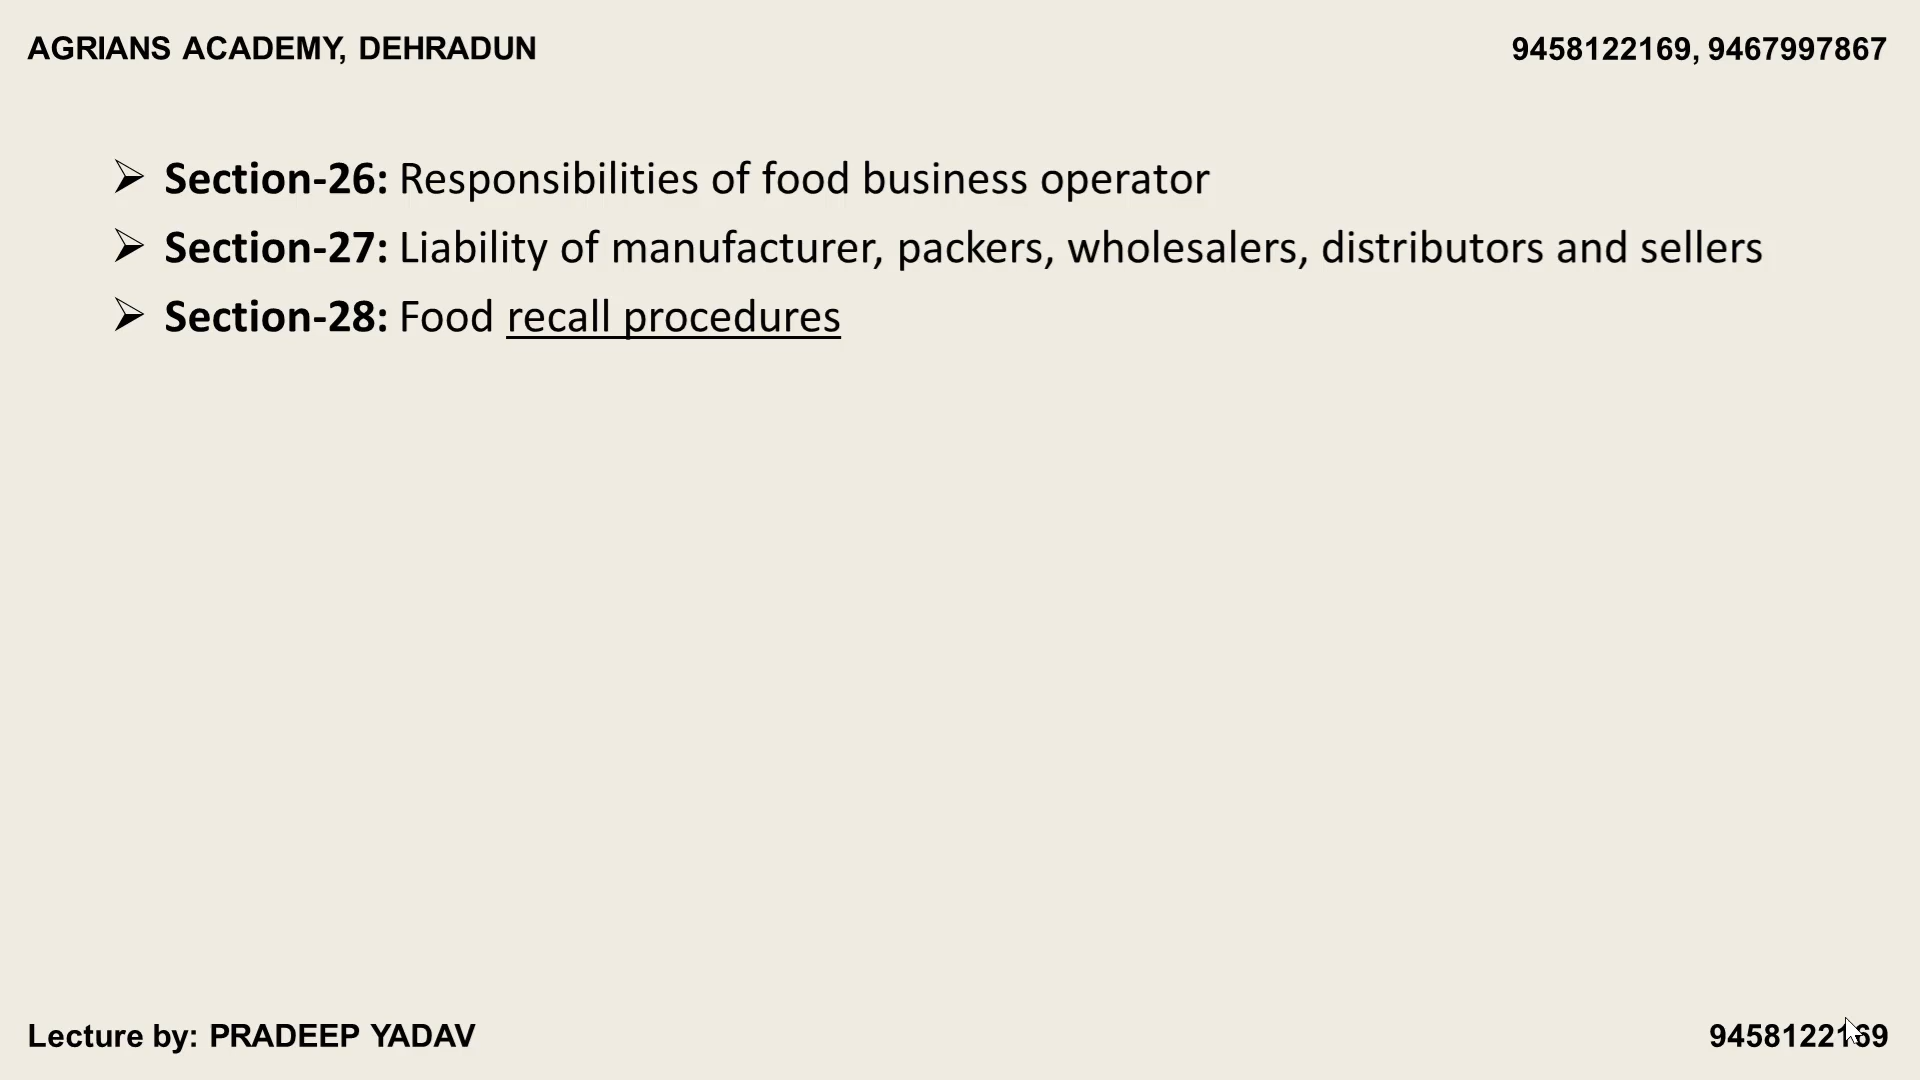 AGRIANS ACADEMY, DEHRADUN
9458122169, 9467997867
➢ Section-26: Responsibilities of food business operator
➢ Section-27: Liability of manufacturer, packers, wholesalers, distributors and sellers
➢ Section-28: Food recall procedures
Lecture by: PRADEEP YADAV
9458122169